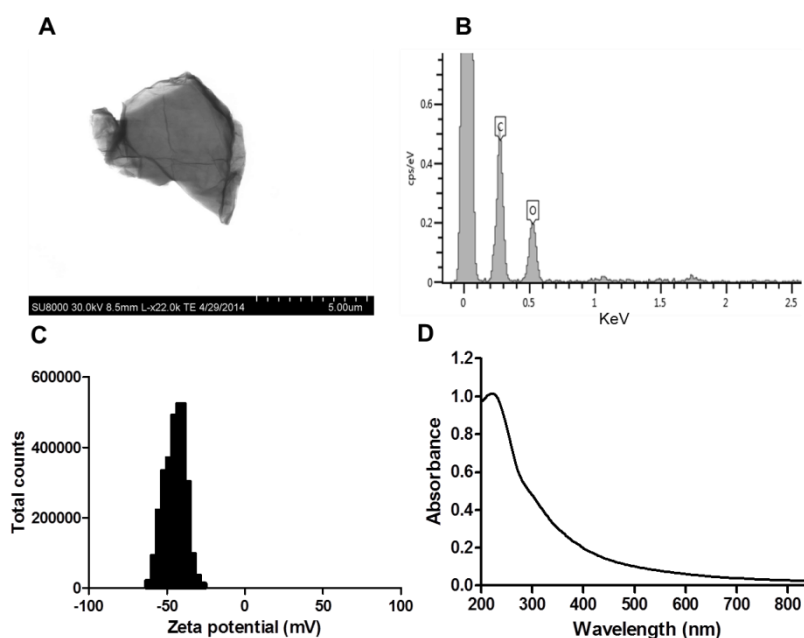 A
SU8000 30.0kV 8.5mm L-x22.0k TE 4/29/2014 5.00um
B
cps/eV
0.6
0.4
0.2
0
C
O
0 0.5 1 1.5 2 2.5
KeV
C
Total counts
600000
400000
200000
0
-100 -50 0 50 100
Zeta potential (mV)
D
Absorbance
1.2
1.0
0.8
0.6
0.4
0.2
0.0
200 300 400 500 600 700 800
Wavelength (nm)